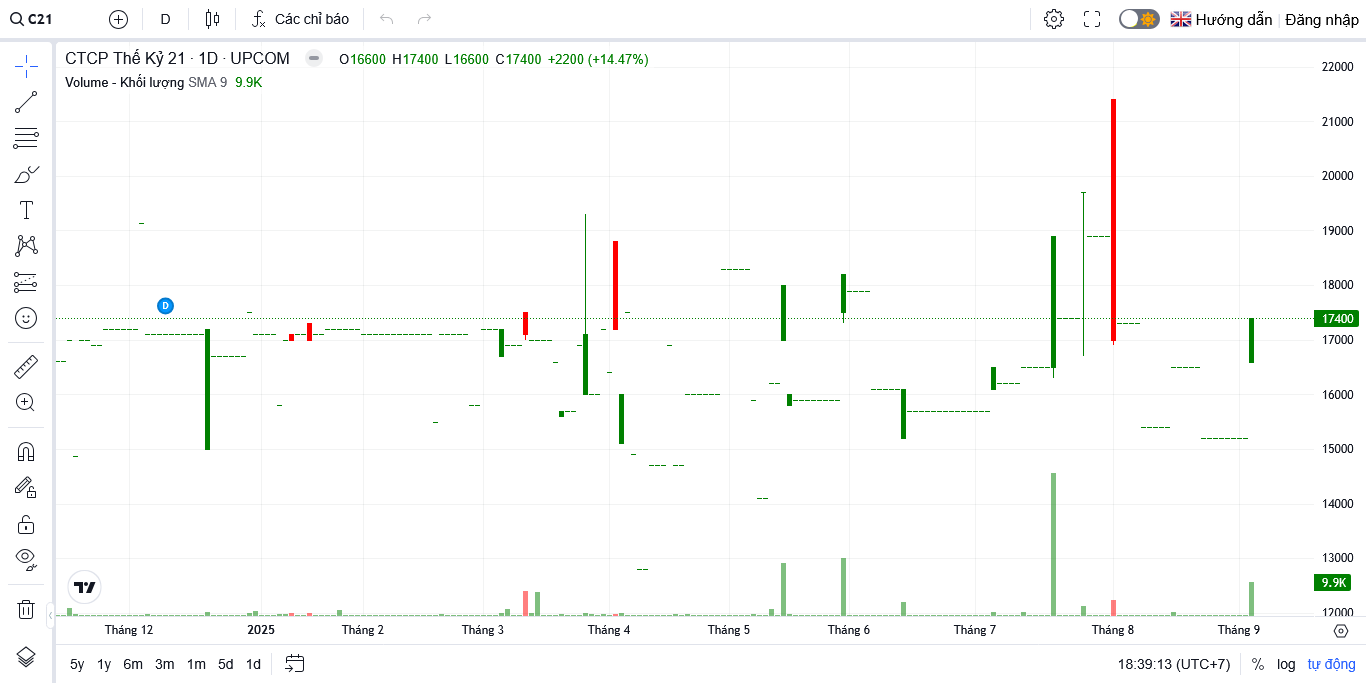 C21 D Các chỉ báo Hướng dẫn Đăng nhập
CTCP Thế Kỷ 21 · 1D · UPCOM O16600 H17400 L16600 C17400 +2200 (+14.47%)
Volume - Khối lượng SMA 9 9.9K
22000
21000
20000
19000
18000
D
17400
17000
16000
15000
14000
13000
9.9K
12000
Tháng 12 2025 Tháng 2 Tháng 3 Tháng 4 Tháng 5 Tháng 6 Tháng 7 Tháng 8 Tháng 9
5y 1y 6m 3m 1m 5d 1d 18:39:13 (UTC+7) % log tự động